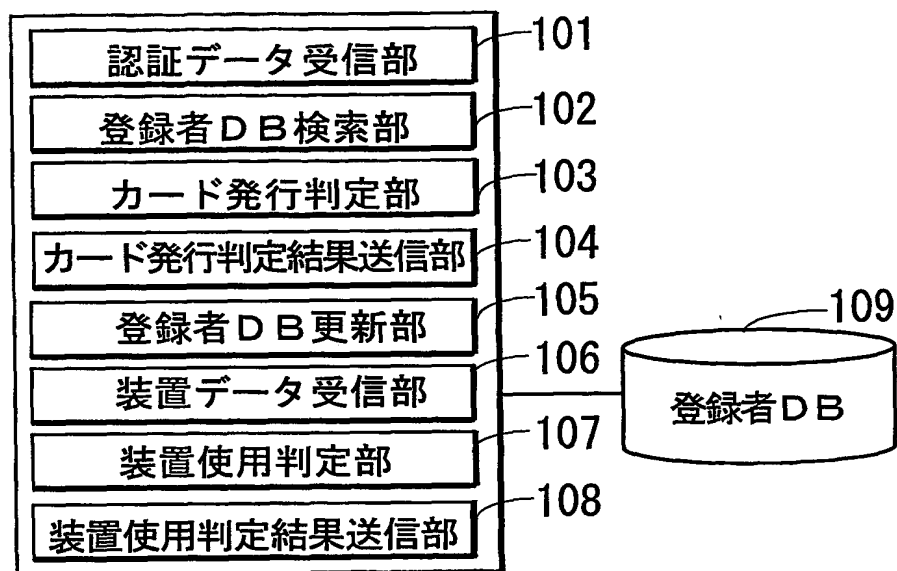 認証データ受信部
101
登録者ＤＢ検索部
102
カード発行判定部
103
カード発行判定結果送信部
104
登録者ＤＢ更新部
105
装置データ受信部
106
装置使用判定部
107
装置使用判定結果送信部
108
109
登録者ＤＢ